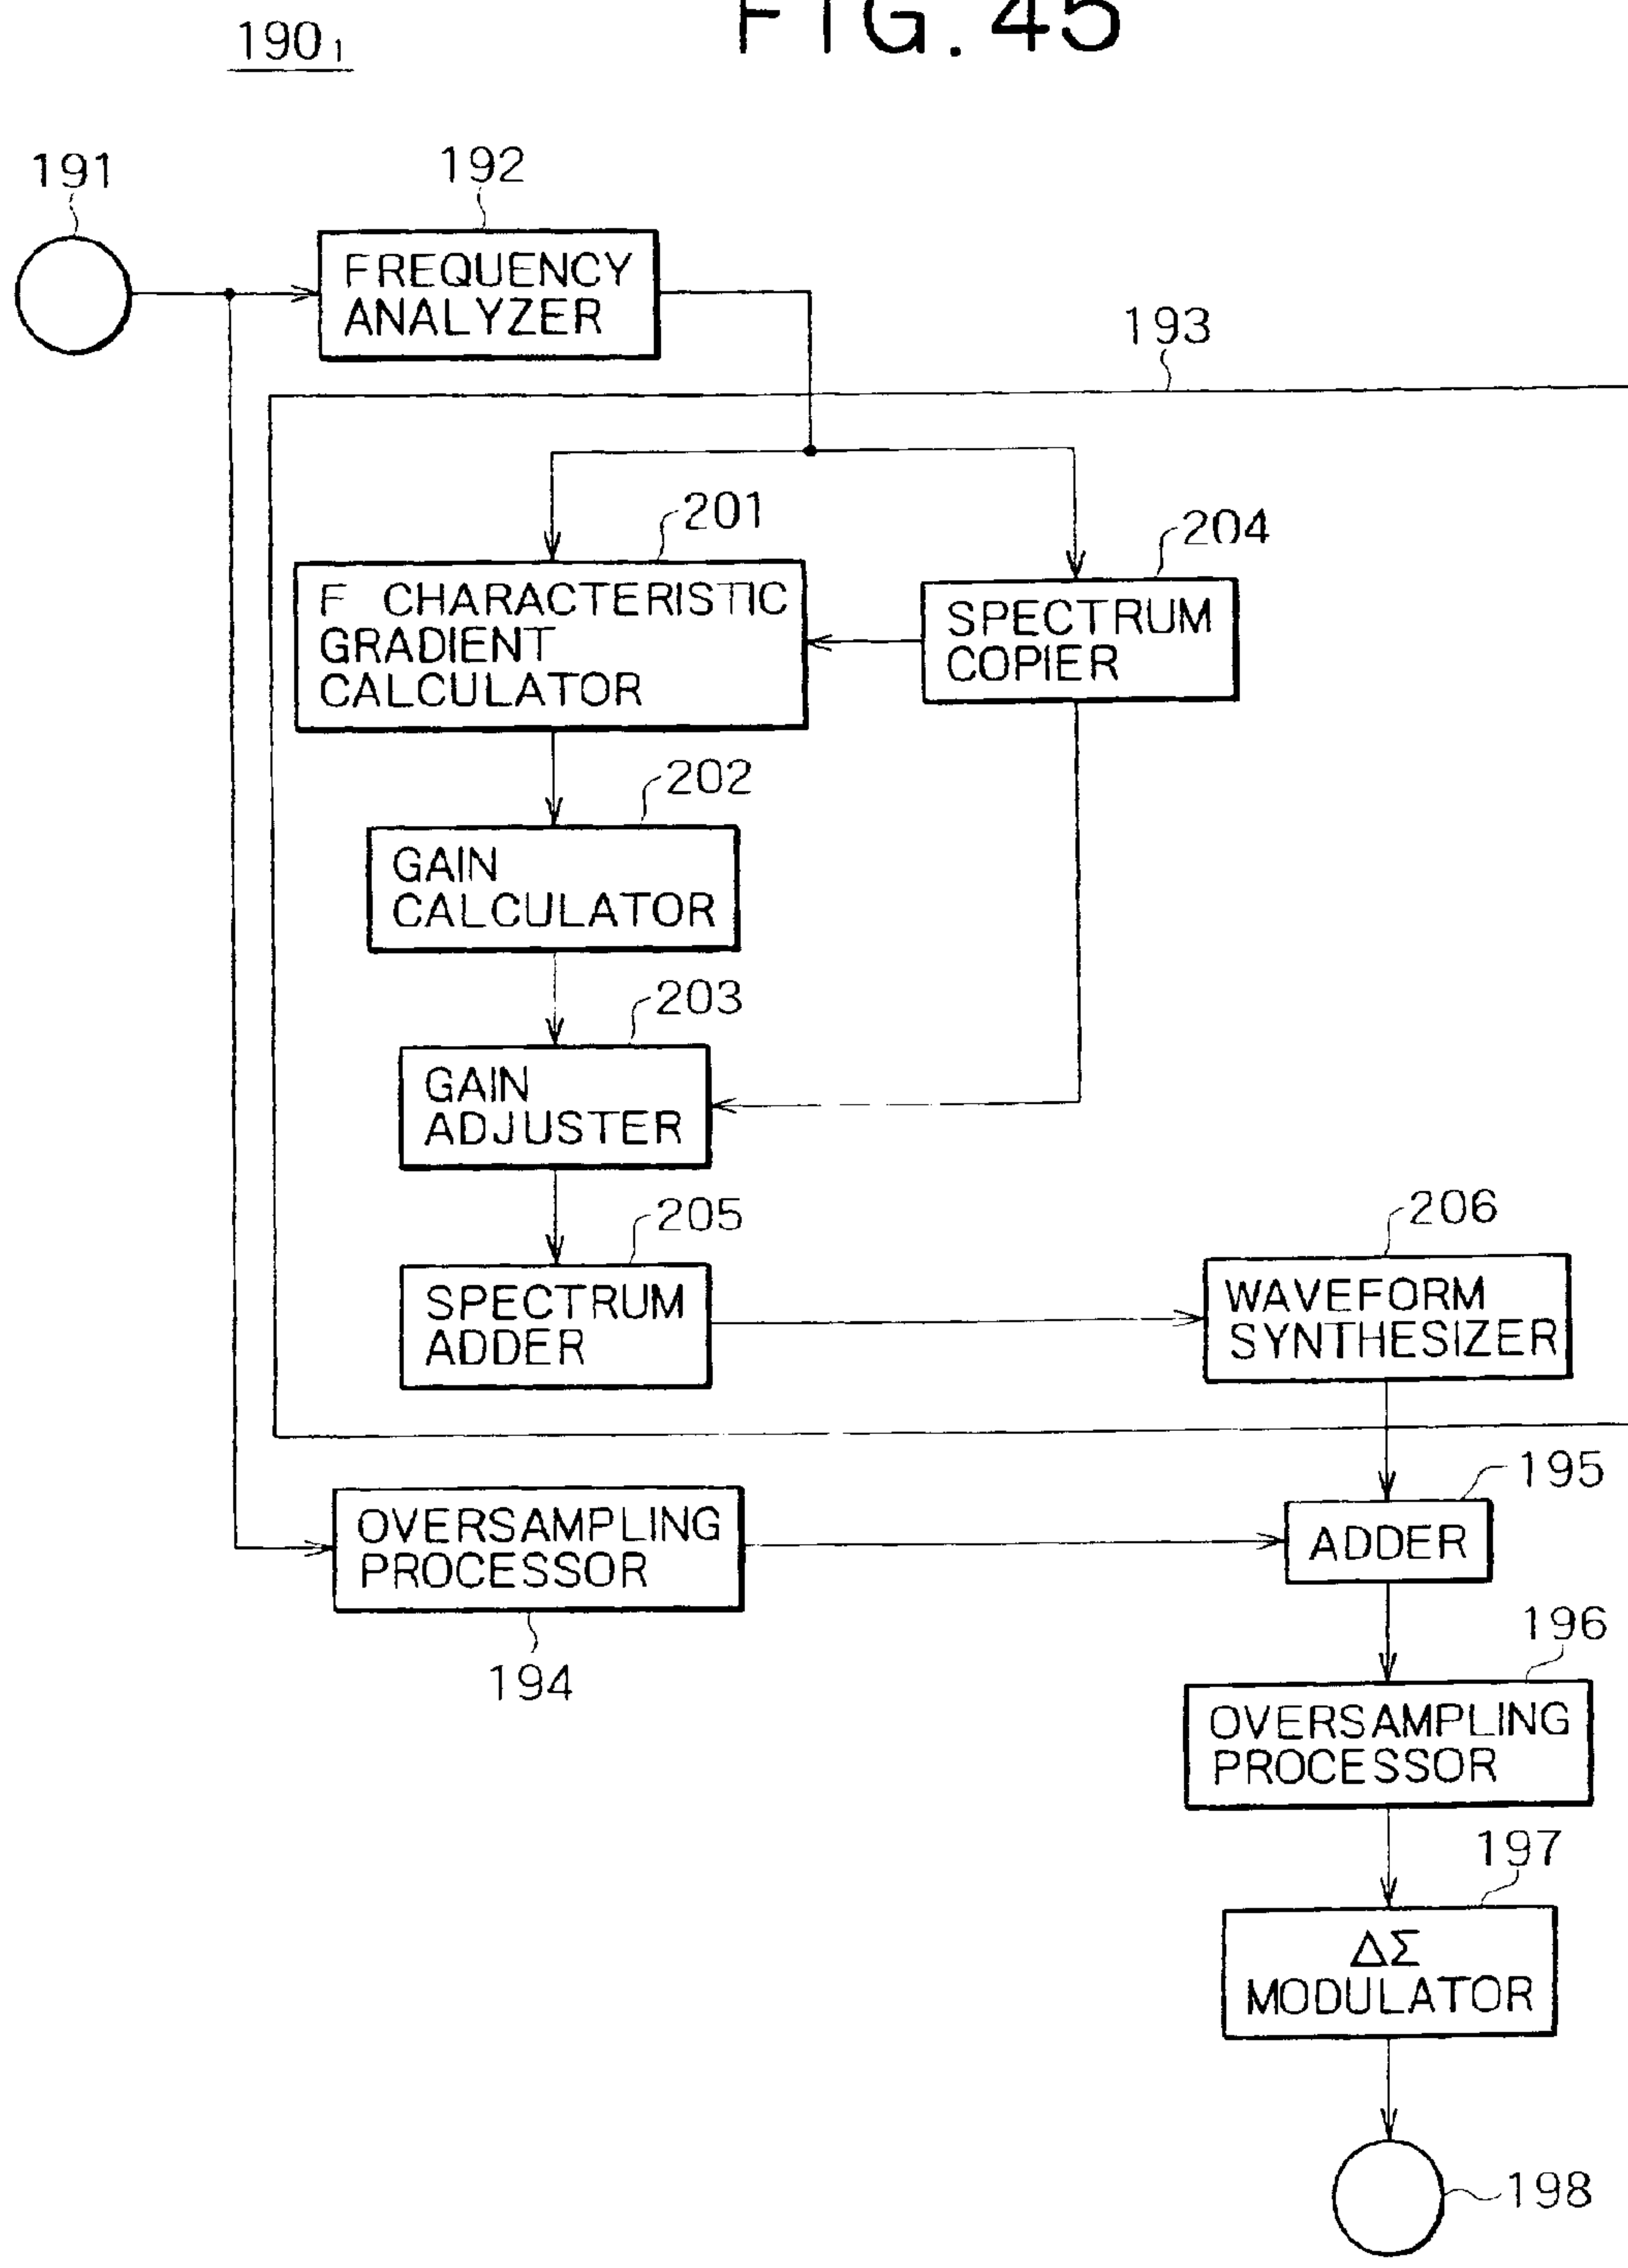 FIG. 45
190₁
191
192
FREQUENCY
ANALYZER
193
201
F CHARACTERISTIC
GRADIENT
CALCULATOR
204
SPECTRUM
COPIER
202
GAIN
CALCULATOR
203
GAIN
ADJUSTER
205
SPECTRUM
ADDER
206
WAVEFORM
SYNTHESIZER
OVERSAMPLING
PROCESSOR
194
195
ADDER
196
OVERSAMPLING
PROCESSOR
197
ΔΣ
MODULATOR
198